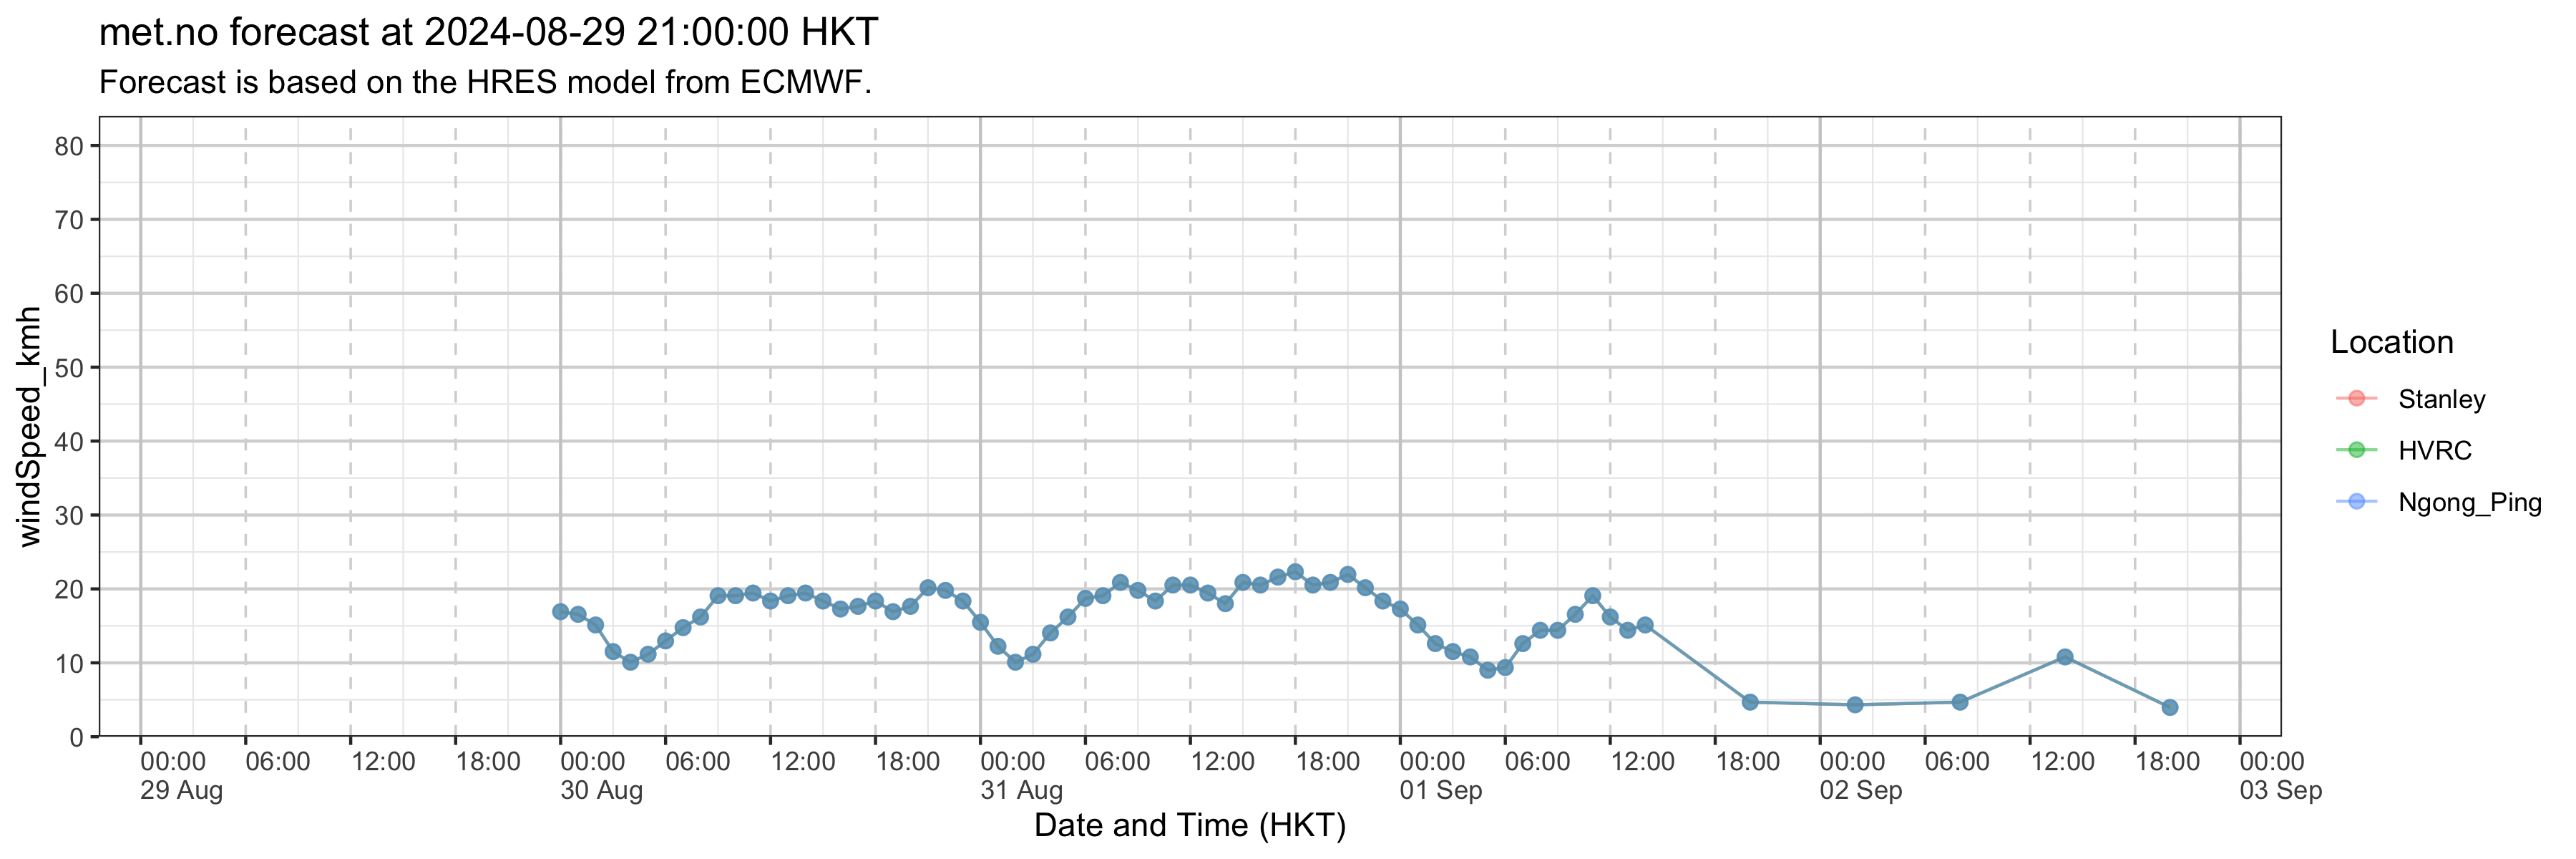 met.no forecast at 2024-08-29 21:00:00 HKT
Forecast is based on the HRES model from ECMWF.
windSpeed_kmh
80
70
60
50
40
30
20
10
0
00:00 06:00 12:00 18:00 00:00 06:00 12:00 18:00 00:00 06:00 12:00 18:00 00:00 06:00 12:00 18:00 00:00 06:00 12:00 18:00 00:00
29 Aug 30 Aug 31 Aug 01 Sep 02 Sep 03 Sep
Date and Time (HKT)
Location
Stanley
HVRC
Ngong_Ping